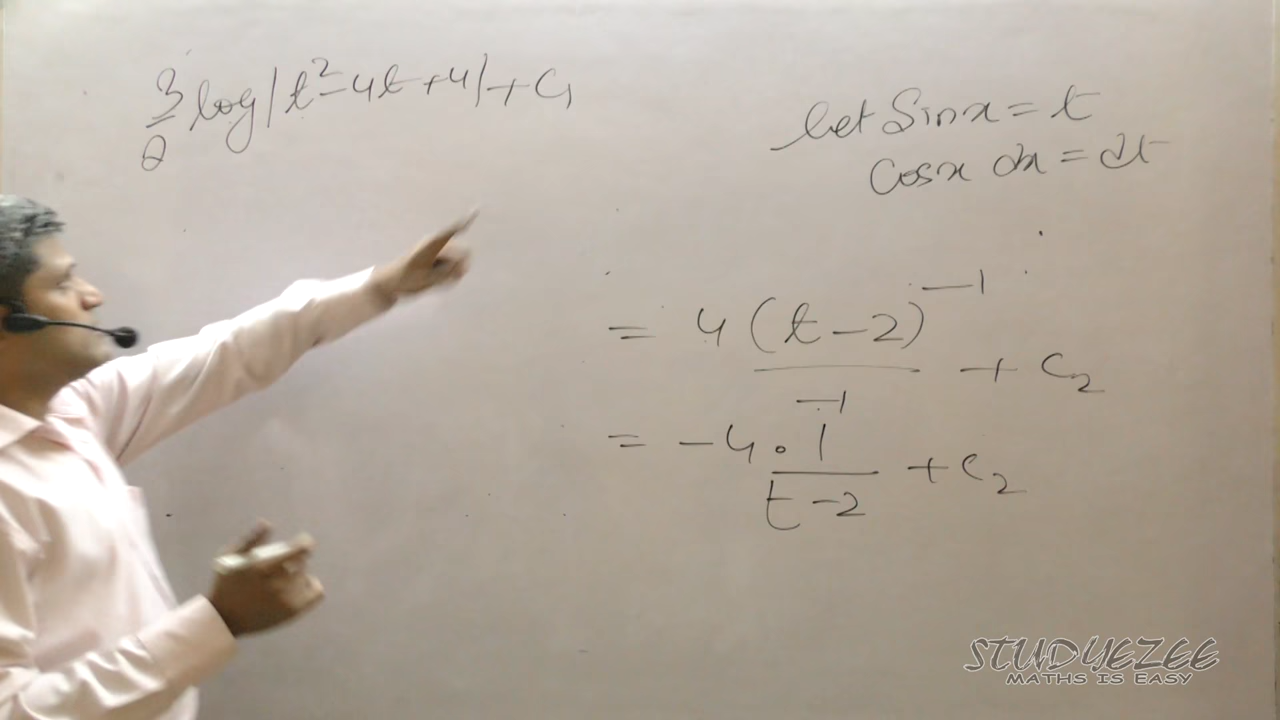 3/2 log|t²-4t+4|+C₁
let Sinx = t
Cosx dx = dt
= 4 (t-2)⁻¹/-1 + C₂
= -4 . 1/t-2 + C₂
STUDYEZEE
MATHS IS EASY